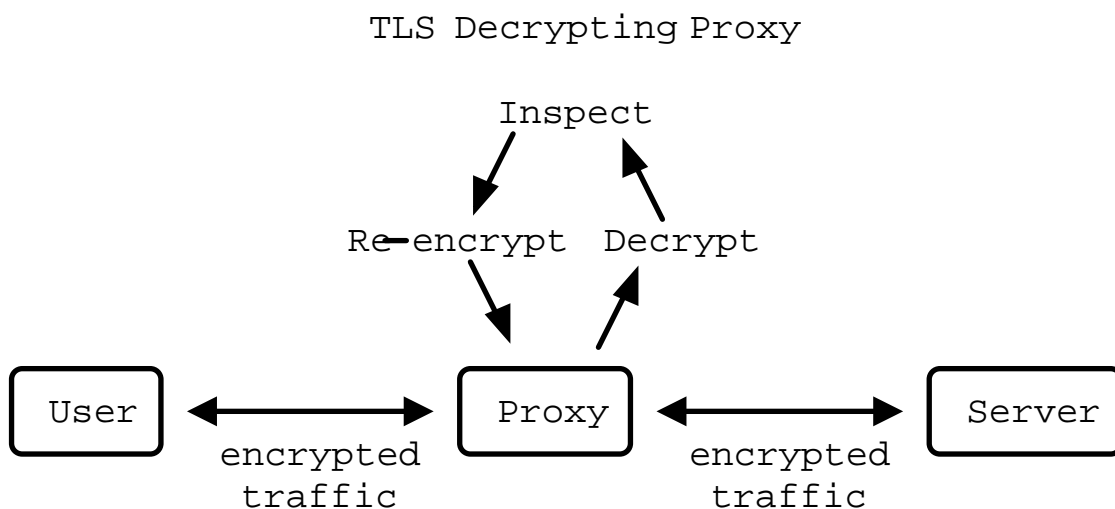 TLS Decrypting Proxy
Inspect
Re-encrypt
Decrypt
User
Proxy
Server
encrypted
traffic
encrypted
traffic